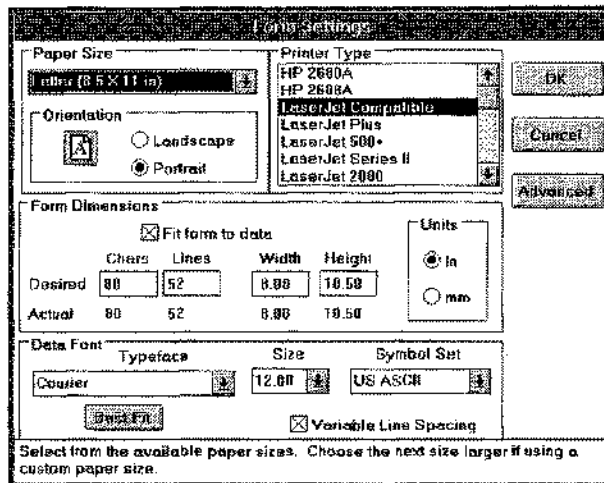 Form Settings
Paper Size
Letter (8.5 X 11 in)
Orientation
Landscape
Portrait
Printer Type
HP 2680A
HP 2688A
LaserJet Compatible
LaserJet Plus
LaserJet 500+
LaserJet Series II
LaserJet 2000
OK
Cancel
Advanced
Form Dimensions
Fit form to data
Chars Lines Width Height
Desired 80 52 8.00 10.50
Actual 80 52 8.00 10.50
Units
in
mm
Data Font
Typeface Size Symbol Set
Courier 12.00 US ASCII
Best Fit
Variable Line Spacing
Select from the available paper sizes. Choose the next size larger if using a
custom paper size.